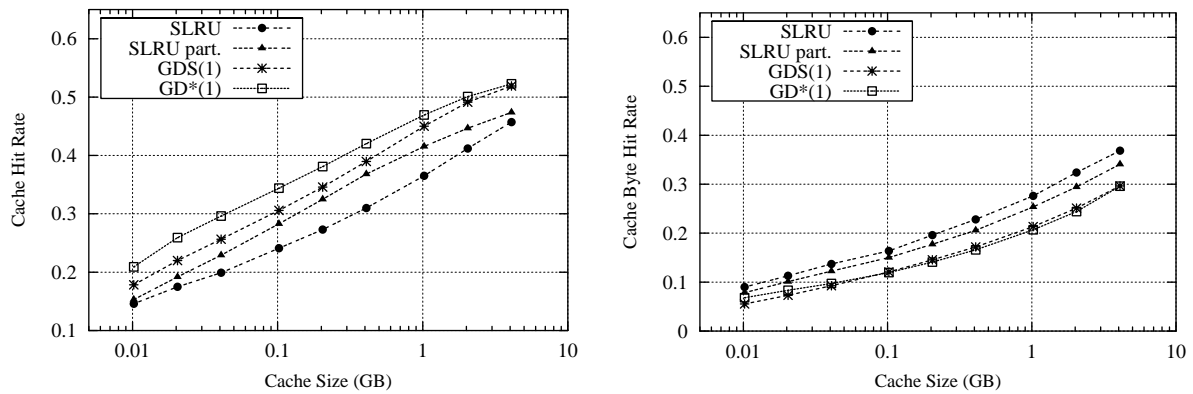 0.6
0.5
0.4
0.3
0.2
0.1
Cache Hit Rate
SLRU
SLRU part.
GDS(1)
GD*(1)
0.01 0.1 1 10
Cache Size (GB)
0.6
0.5
0.4
0.3
0.2
0.1
0
Cache Byte Hit Rate
SLRU
SLRU part.
GDS(1)
GD*(1)
0.01 0.1 1 10
Cache Size (GB)